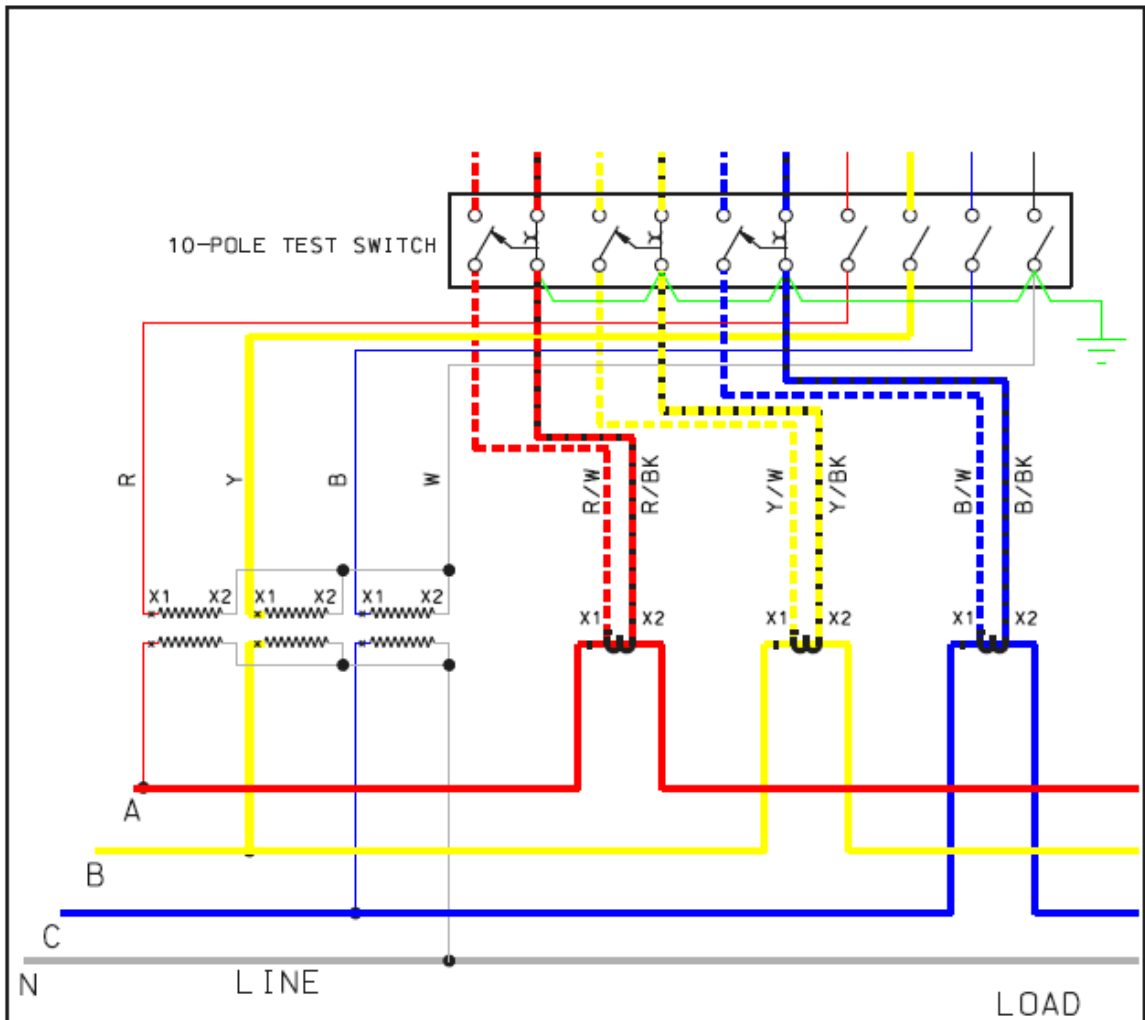 10-POLE TEST SWITCH
R
Y
B
W
R/W
R/BK
Y/W
Y/BK
B/W
B/BK
X1 X2 X1 X2 X1 X2
X1 X2 X1 X2 X1 X2
A
B
C
N
LINE
LOAD